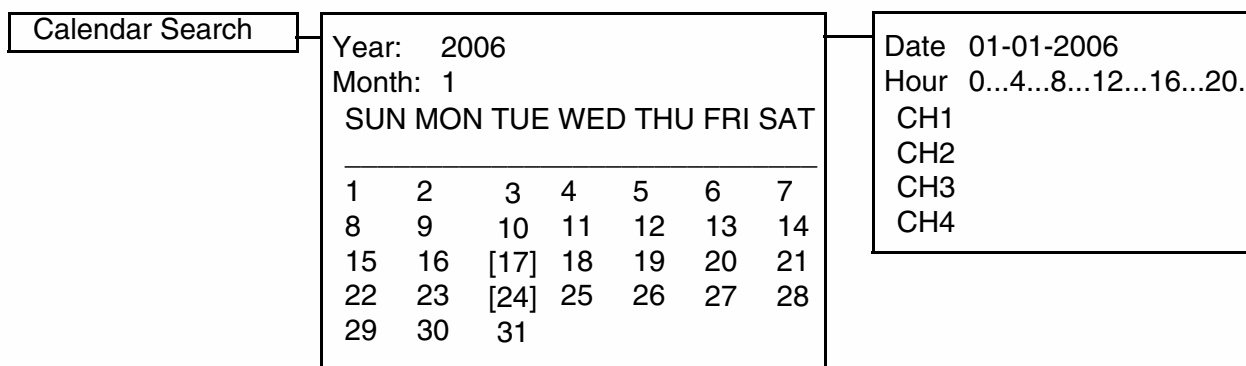 Calendar Search
Year: 2006
Month: 1
SUN MON TUE WED THU FRI SAT
1 2 3 4 5 6 7
8 9 10 11 12 13 14
15 16 [17] 18 19 20 21
22 23 [24] 25 26 27 28
29 30 31
Date 01-01-2006
Hour 0...4...8...12...16...20.
CH1
CH2
CH3
CH4